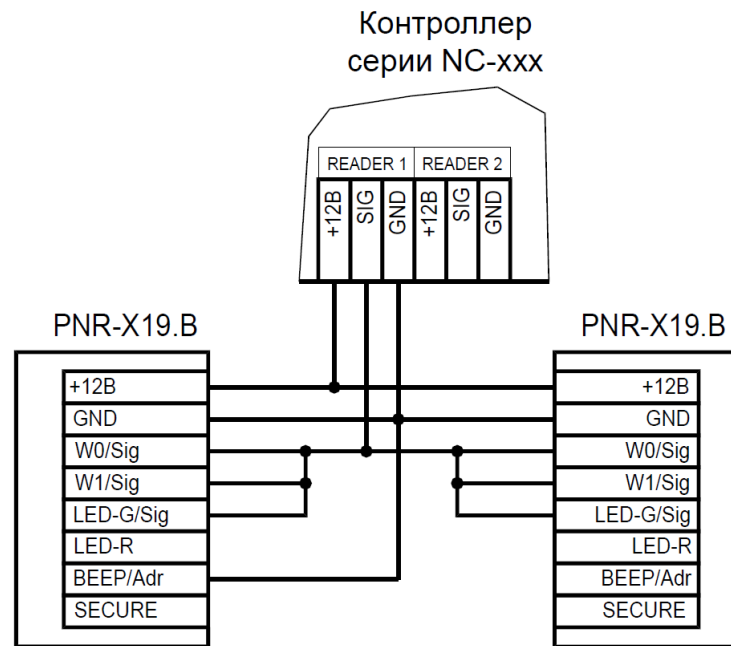 Контроллер
серии NC-xxx
READER 1 READER 2
+12В SIG GND +12В SIG GND
PNR-X19.B
+12В
GND
W0/Sig
W1/Sig
LED-G/Sig
LED-R
BEEP/Adr
SECURE
PNR-X19.B
+12В
GND
W0/Sig
W1/Sig
LED-G/Sig
LED-R
BEEP/Adr
SECURE